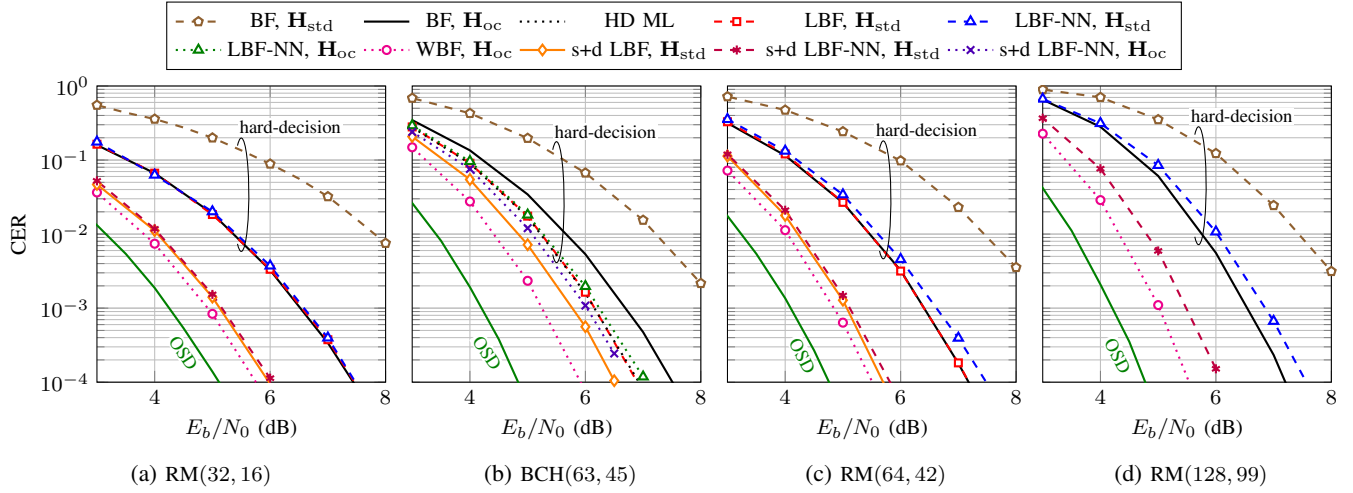 BF, H_std BF, H_oc HD ML LBF, H_std LBF-NN, H_std
LBF-NN, H_oc WBF, H_oc s+d LBF, H_std s+d LBF-NN, H_std s+d LBF-NN, H_oc
CER
10^0
10^−1
10^−2
10^−3
10^−4
hard-decision
OSD
4 6 8
E_b/N_0 (dB)
(a) RM(32, 16)
hard-decision
OSD
4 6 8
E_b/N_0 (dB)
(b) BCH(63, 45)
hard-decision
OSD
4 6 8
E_b/N_0 (dB)
(c) RM(64, 42)
hard-decision
OSD
4 6 8
E_b/N_0 (dB)
(d) RM(128, 99)